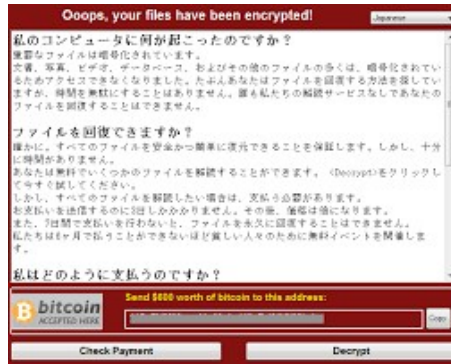 Ooops, your files have been encrypted!
Japanese
私のコンピュータに何が起こったのですか？
重要なファイルは暗号化されています。
文書、写真、ビデオ、データベース、およびその他のファイルの多くは、暗号化されてい
るためアクセスできなくなりました。たぶんあなたはファイルを回復する方法を探してい
ますが、時間を無駄にすることはありません。誰も私たちの解読サービスなしであなたの
ファイルを回復することはできません。
ファイルを回復できますか？
確かに。すべてのファイルを安全かつ簡単に復元できることを保証します。しかし、十分
に時間がありません。
あなたは無料でいくつかのファイルを解読することができます。 <Decrypt>をクリックし
て今すぐ試してください。
しかし、すべてのファイルを解読したい場合は、支払う必要があります。
お支払いを送信するのに3日しかかかりません。その後、価格は倍になります。
また、7日間で支払いを行わないと、ファイルを永久に回復することはできません。
私たちは6ヶ月で払うことができないほど貧しい人々のために無料イベントを開催しま
す。
私はどのように支払うのですか？
bitcoin
ACCEPTED HERE
Send $600 worth of bitcoin to this address:
Copy
Check Payment
Decrypt